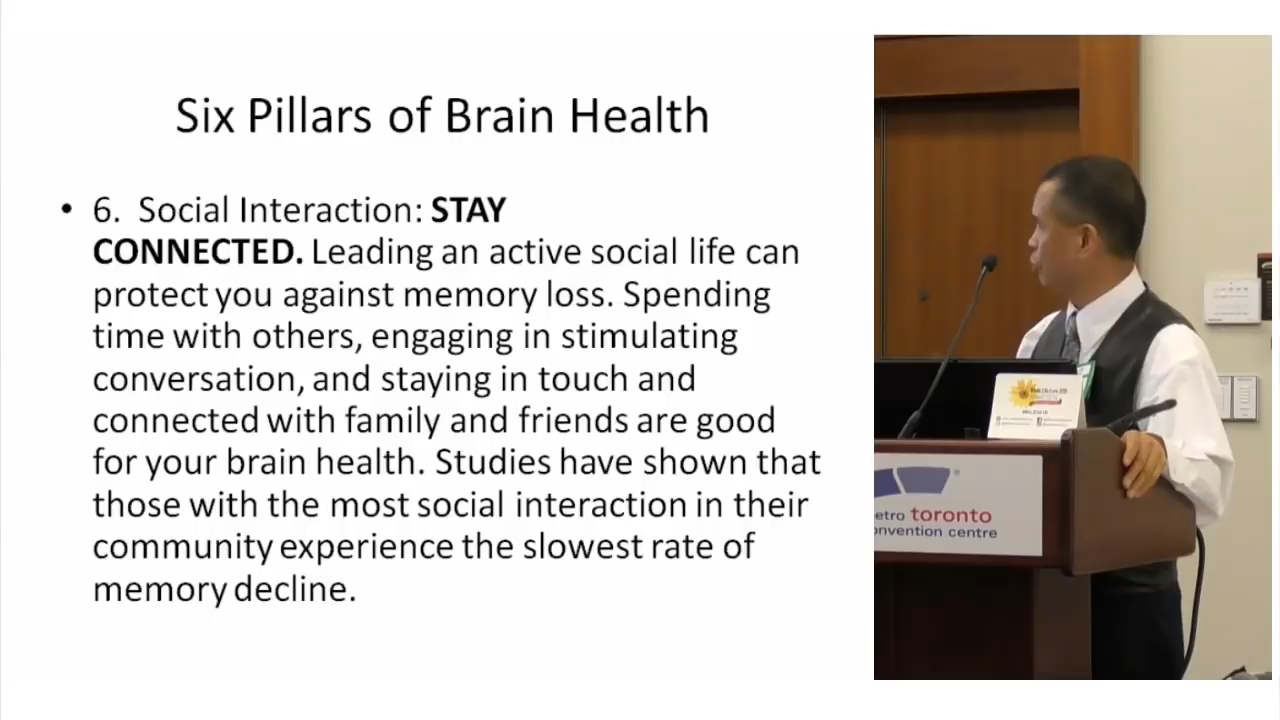 Six Pillars of Brain Health
• 6. Social Interaction: STAY
CONNECTED. Leading an active social life can
protect you against memory loss. Spending
time with others, engaging in stimulating
conversation, and staying in touch and
connected with family and friends are good
for your brain health. Studies have shown that
those with the most social interaction in their
community experience the slowest rate of
memory decline.
etro toronto
onvention centre